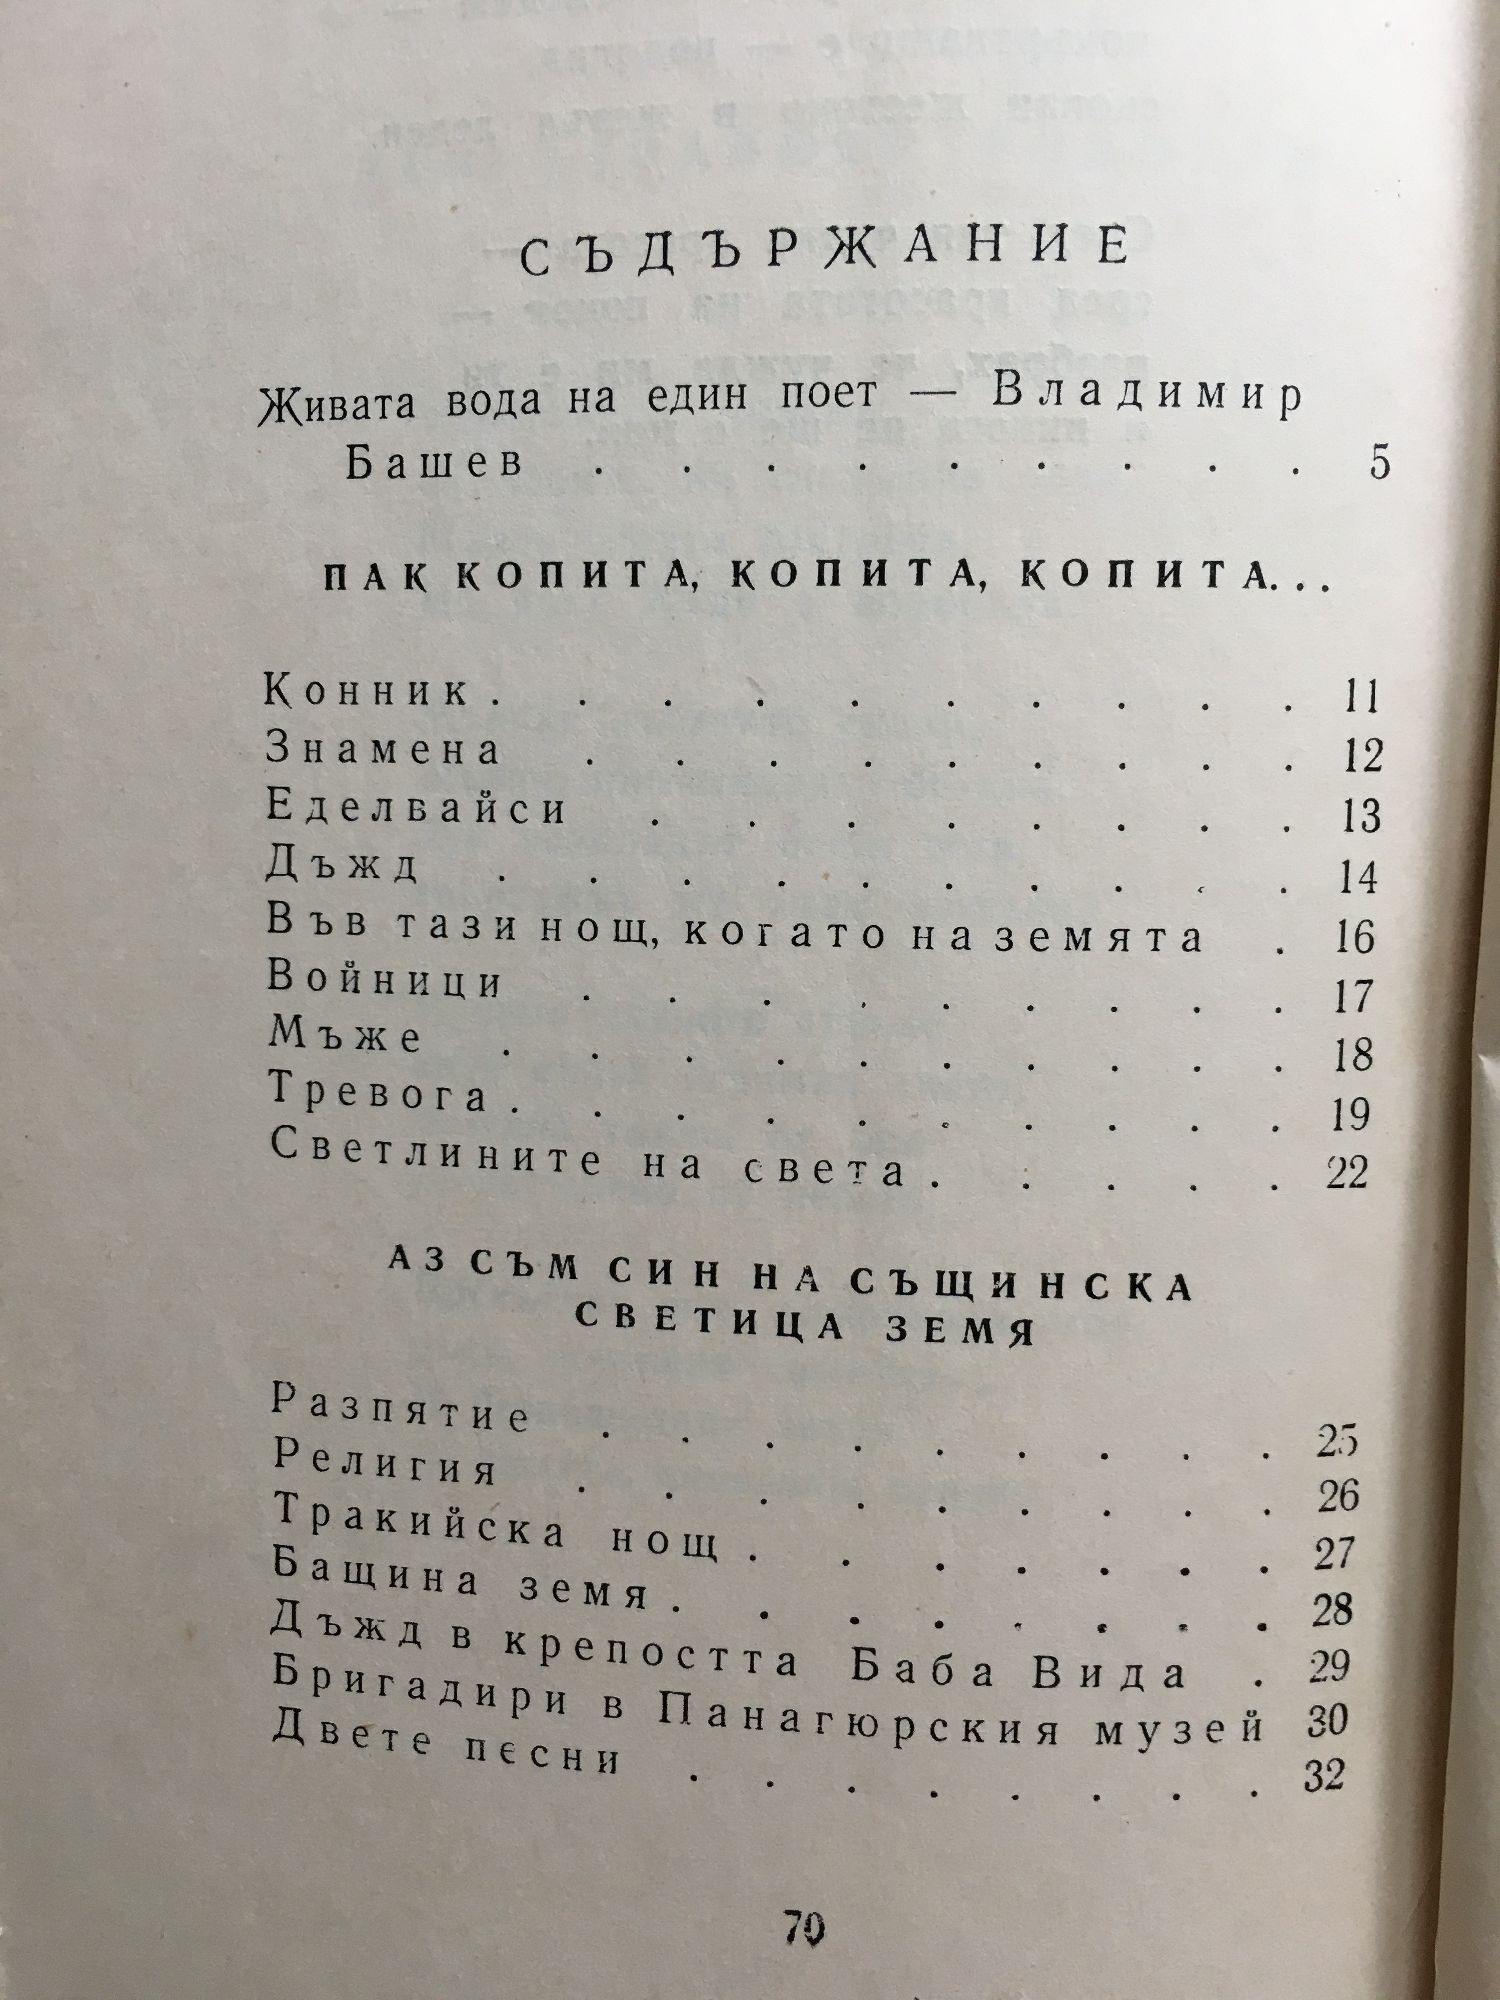 СЪДЪРЖАНИЕ
Живата вода на един поет — Владимир
Башев . . . . . . . . . 5
ПАК КОПИТА, КОПИТА, КОПИТА...
Конник . . . . . . . . . . 11
Знамена . . . . . . . . . 12
Еделвайси . . . . . . . . 13
Дъжд . . . . . . . . . . 14
Във тази нощ, когато на земята . 16
Войници . . . . . . . . . 17
Мъже . . . . . . . . . . 18
Тревога . . . . . . . . . . 19
Светлините на света . . . . . 22
АЗ СЪМ СИН НА СЪЩИНСКА
СВЕТИЦА ЗЕМЯ
Разпятие . . . . . . . . . 25
Религия . . . . . . . . . 26
Тракийска нощ . . . . . . . 27
Бащина земя . . . . . . . . 28
Дъжд в крепостта Баба Вида . 29
Бригадири в Панагюрския музей 30
Двете песни . . . . . . . . 32
70